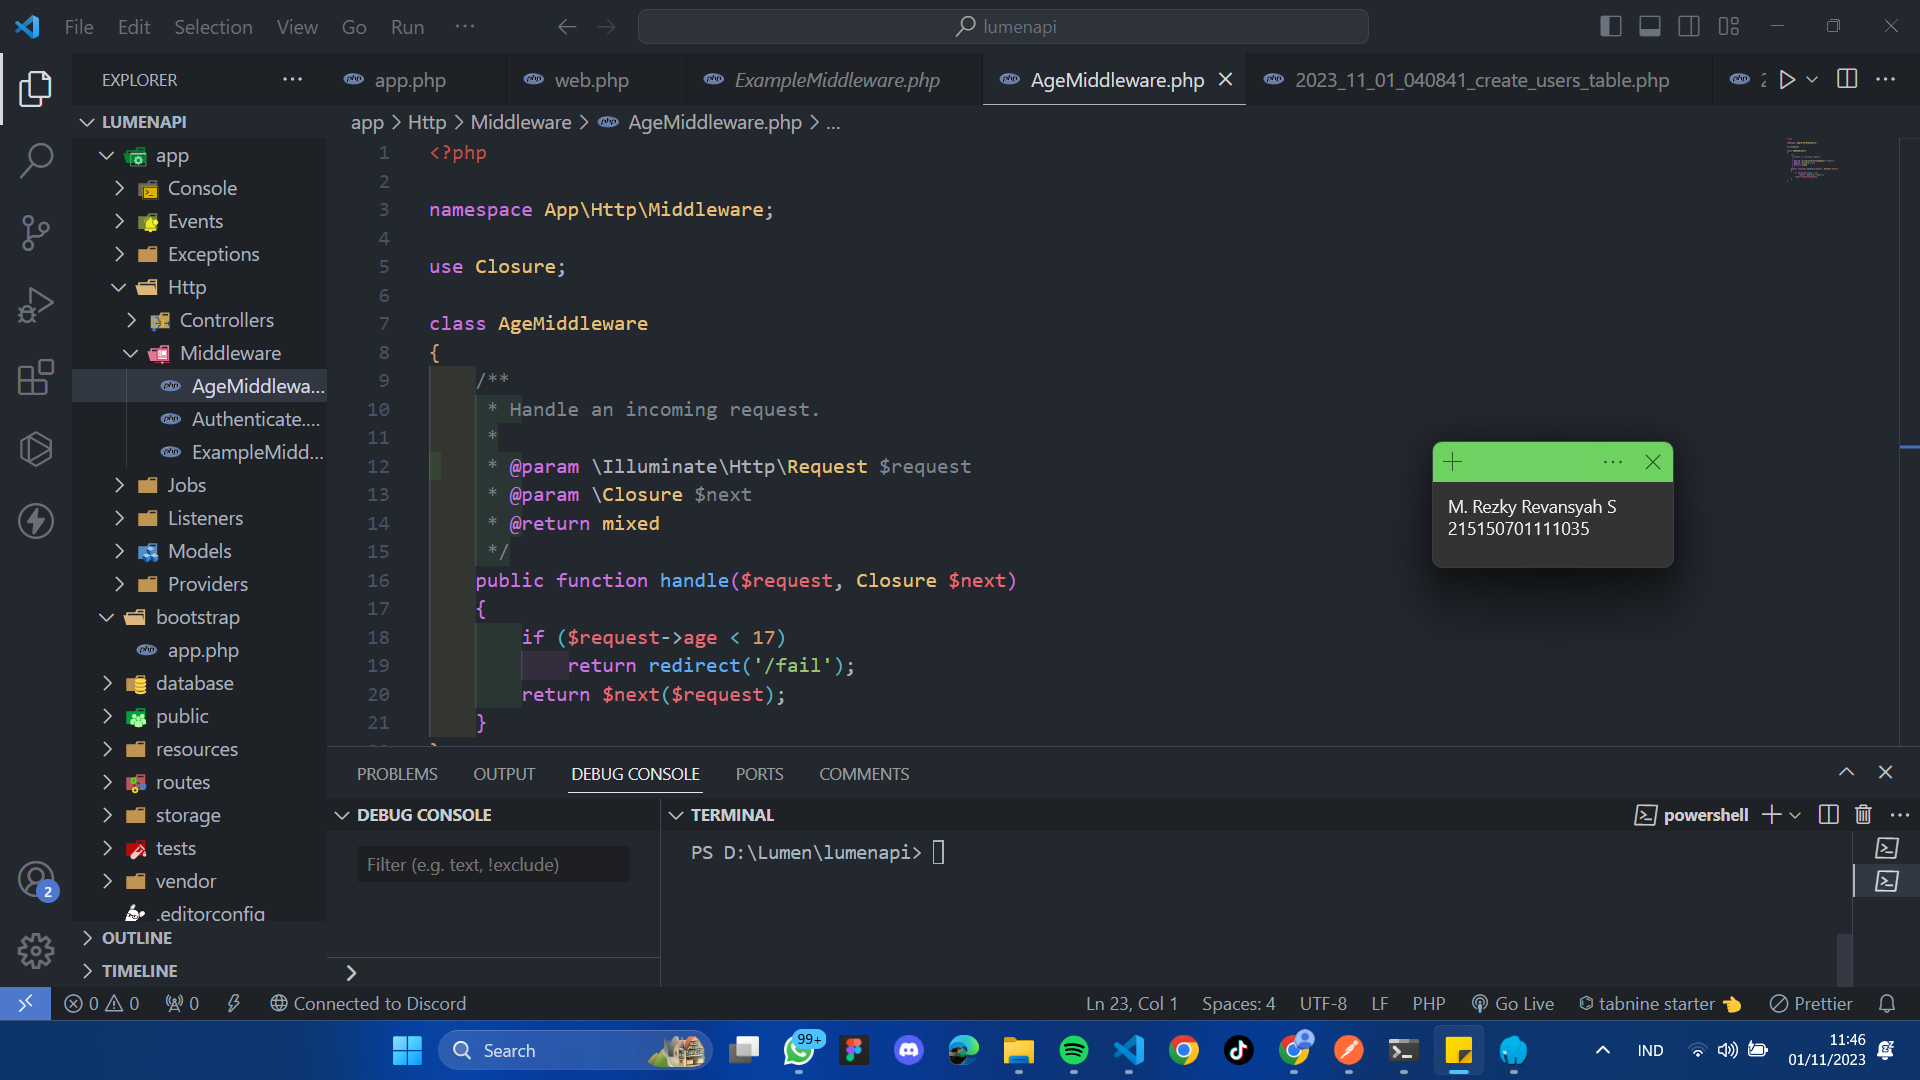 File Edit Selection View Go Run ···
lumenapi
EXPLORER ···
app.php
web.php
ExampleMiddleware.php
AgeMiddleware.php
2023_11_01_040841_create_users_table.php
LUMENAPI
app
Console
Events
Exceptions
Http
Controllers
Middleware
AgeMiddlewa...
Authenticate....
ExampleMidd...
Jobs
Listeners
Models
Providers
bootstrap
app.php
database
public
resources
routes
storage
tests
vendor
.editorconfig
OUTLINE
TIMELINE
app > Http > Middleware > AgeMiddleware.php > ...
1 <?php
2
3 namespace App\Http\Middleware;
4
5 use Closure;
6
7 class AgeMiddleware
8 {
9 /**
10 * Handle an incoming request.
11 *
12 * @param \Illuminate\Http\Request $request
13 * @param \Closure $next
14 * @return mixed
15 */
16 public function handle($request, Closure $next)
17 {
18 if ($request->age < 17)
19 return redirect('/fail');
20 return $next($request);
21 }
M. Rezky Revansyah S
215150701111035
PROBLEMS OUTPUT DEBUG CONSOLE PORTS COMMENTS
DEBUG CONSOLE
Filter (e.g. text, !exclude)
TERMINAL
powershell
PS D:\Lumen\lumenapi>
2
0 0 0 Connected to Discord
Ln 23, Col 1 Spaces: 4 UTF-8 LF PHP Go Live tabnine starter Prettier
Search
99+
IND
11:46
01/11/2023